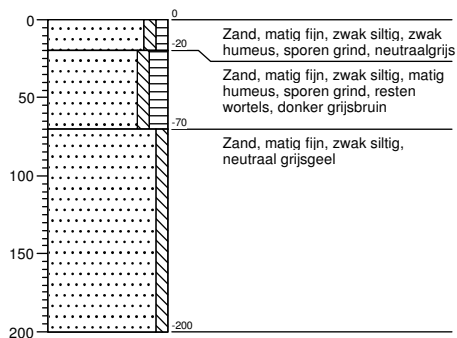 0
0
Zand, matig fijn, zwak siltig, zwak
humeus, sporen grind, neutraalgrijs
-20
Zand, matig fijn, zwak siltig, matig
humeus, sporen grind, resten
wortels, donker grijsbruin
50
-70
Zand, matig fijn, zwak siltig,
neutraal grijsgeel
100
150
200
-200